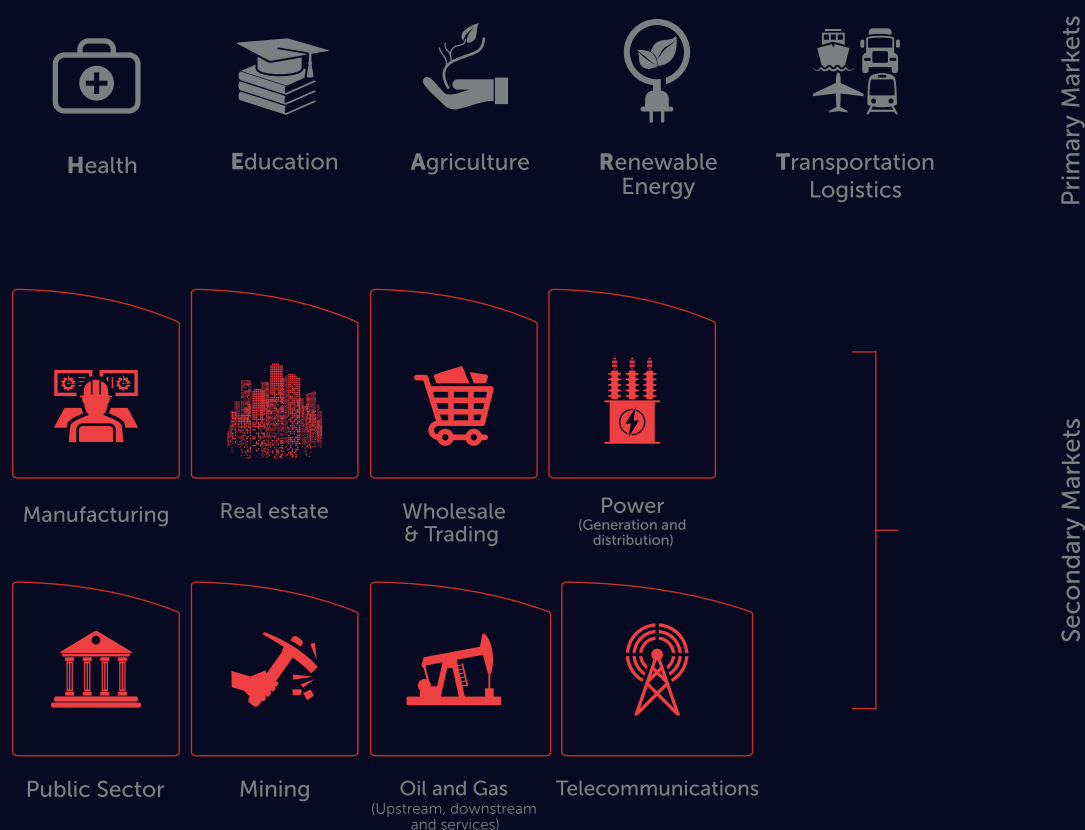 Health
Education
Agriculture
Renewable
Energy
Transportation
Logistics
Primary Markets
Manufacturing
Real estate
Wholesale
& Trading
Power
(Generation and
distribution)
Public Sector
Mining
Oil and Gas
(Upstream, downstream
and services)
Telecommunications
Secondary Markets